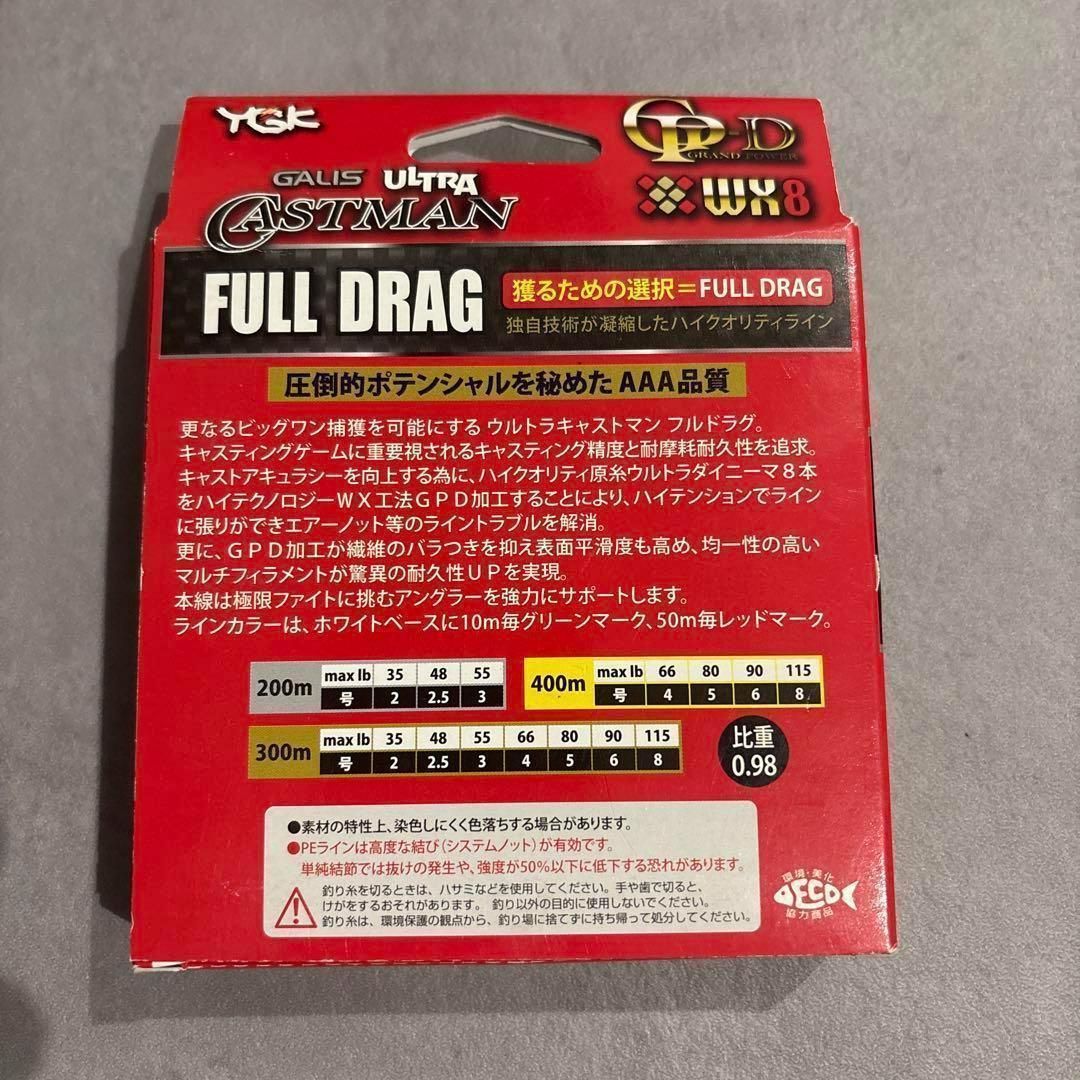 YGK
GP-D
GRAND POWER
GALIS ULTRA
CASTMAN
WX8
FULL DRAG
獲るための選択＝FULL DRAG
独自技術が凝縮したハイクオリティライン
圧倒的ポテンシャルを秘めたAAA品質
更なるビッグワン捕獲を可能にする ウルトラキャストマン フルドラグ。
キャスティングゲームに重要視されるキャスティング精度と耐摩耗耐久性を追求。
キャストアキュラシーを向上する為に、ハイクオリティ原糸ウルトラダイニーマ８本
をハイテクノロジーＷＸ工法ＧＰＤ加工することにより、ハイテンションでライン
に張りができエアーノット等のライントラブルを解消。
更に、ＧＰＤ加工が繊維のバラつきを抑え表面平滑度も高め、均一性の高い
マルチフィラメントが驚異の耐久性ＵＰを実現。
本線は極限ファイトに挑むアングラーを強力にサポートします。
ラインカラーは、ホワイトベースに10m毎グリーンマーク、50m毎レッドマーク。
200m max lb 35 48 55
号 2 2.5 3
400m max lb 66 80 90 115
号 4 5 6 8
300m max lb 35 48 55 66 80 90 115
号 2 2.5 3 4 5 6 8
比重
0.98
●素材の特性上、染色しにくく色落ちする場合があります。
●PEラインは高度な結び（システムノット）が有効です。
単純結節では抜けの発生や、強度が50％以下に低下する恐れがあります。
釣り糸を切るときは、ハサミなどを使用してください。手や歯で切ると、
けがをするおそれがあります。 釣り以外の目的に使用しないでください。
釣り糸は、環境保護の観点から、釣り場に捨てずに持ち帰って処分してください。
環境・美化
ECO
協力商品